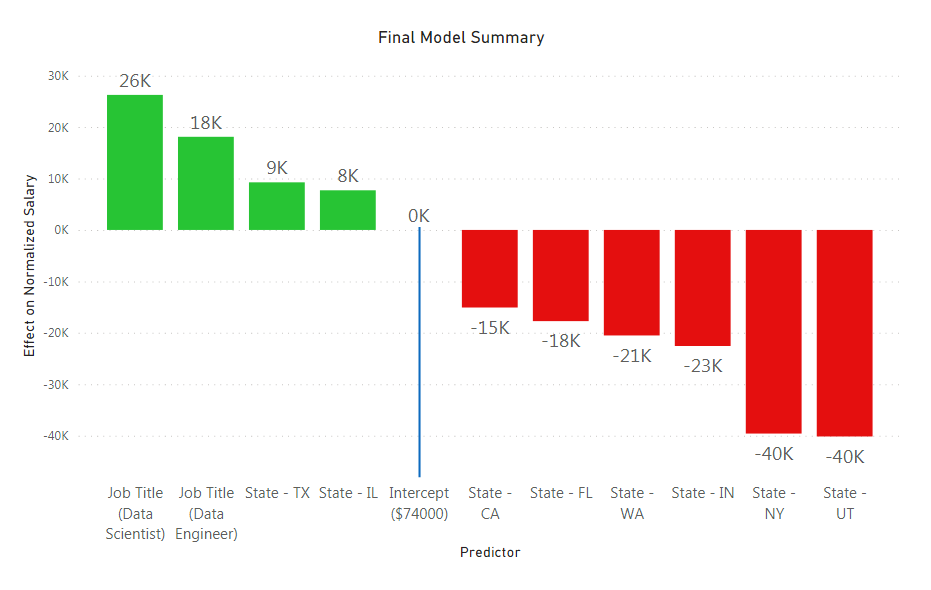 Final Model Summary
Effect on Normalized Salary
30K
20K
10K
0K
-10K
-20K
-30K
-40K
26K
18K
9K
8K
0K
-15K
-18K
-21K
-23K
-40K
-40K
Job Title
(Data
Scientist)
Job Title
(Data
Engineer)
State - TX
State - IL
Intercept
($74000)
State -
CA
State - FL
State -
WA
State - IN
State -
NY
State -
UT
Predictor